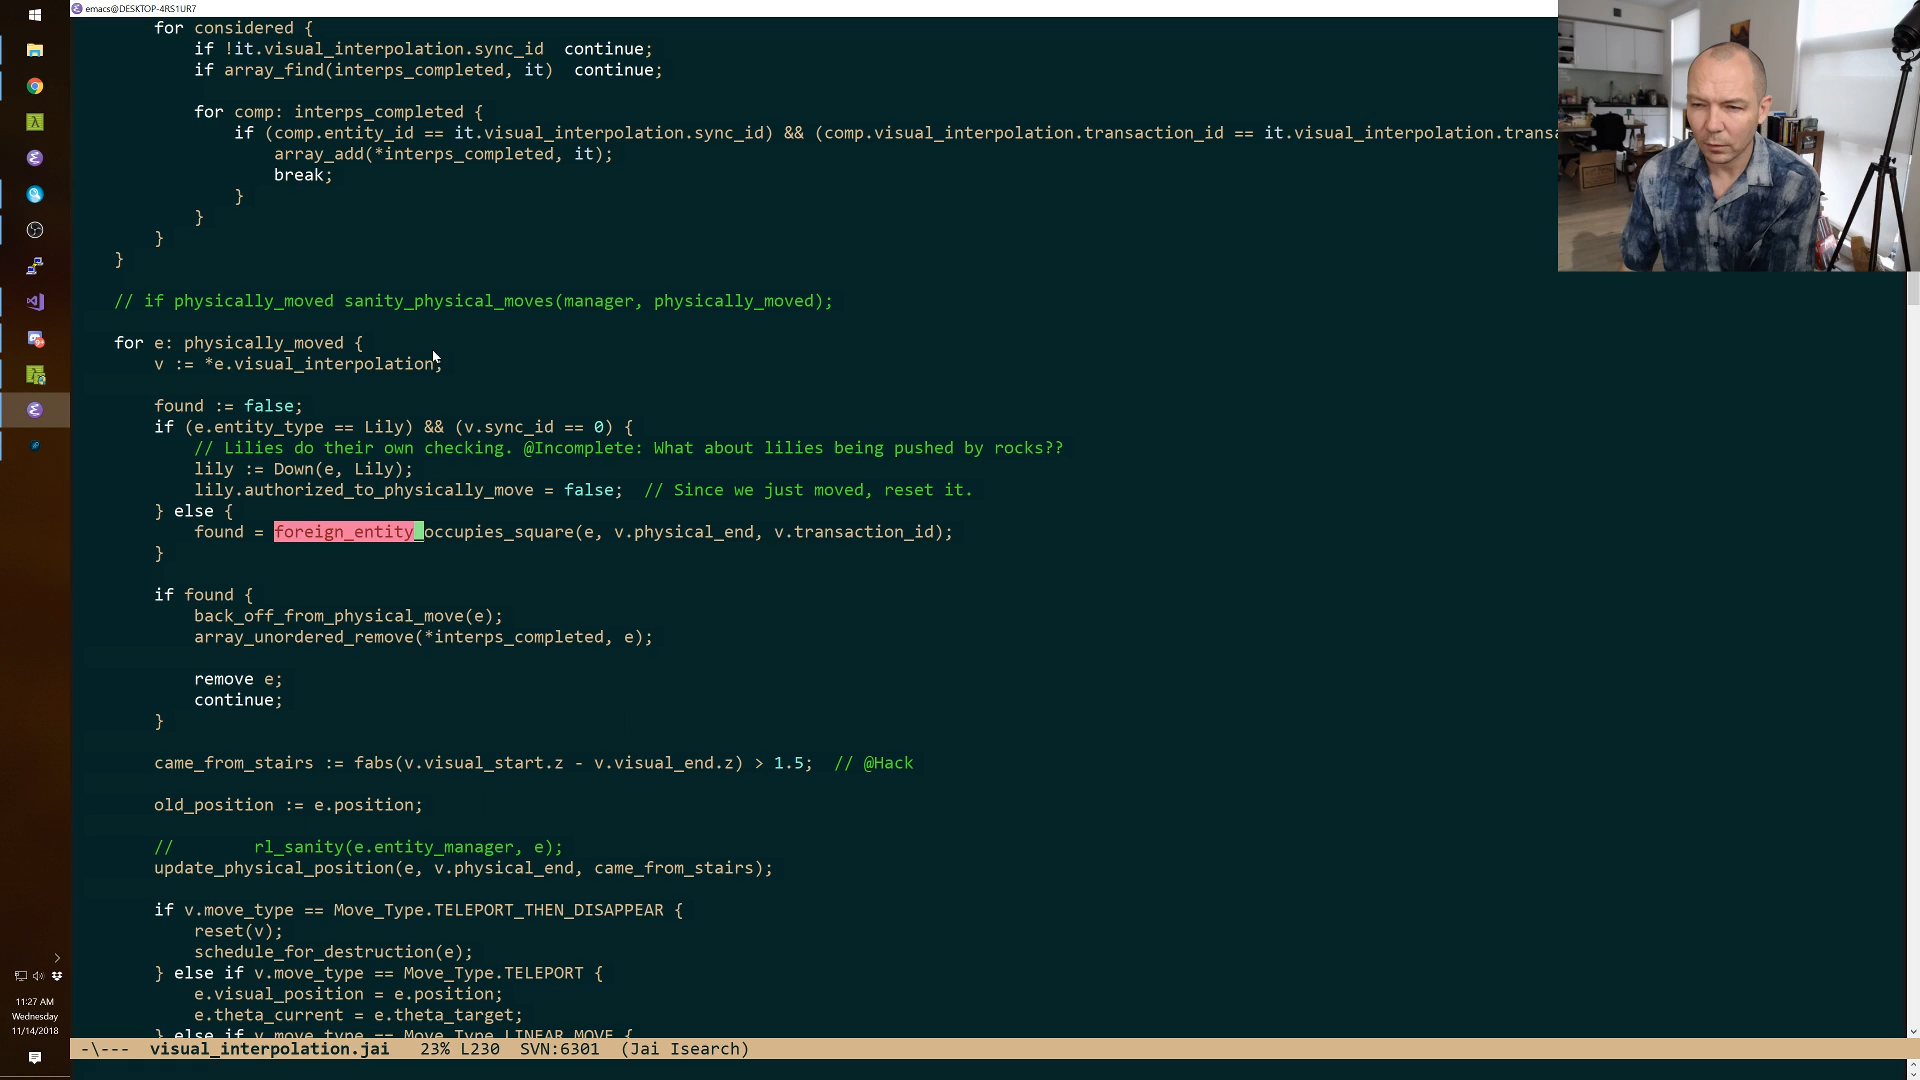 emacs@DESKTOP-4RS1UR7
for considered {
if !it.visual_interpolation.sync_id  continue;
if array_find(interps_completed, it)  continue;
for comp: interps_completed {
if (comp.entity_id == it.visual_interpolation.sync_id) && (comp.visual_interpolation.transaction_id == it.visual_interpolation.transa
array_add(*interps_completed, it);
break;
}
}
}
}
// if physically_moved sanity_physical_moves(manager, physically_moved);
for e: physically_moved {
v := *e.visual_interpolation;
found := false;
if (e.entity_type == Lily) && (v.sync_id == 0) {
// Lilies do their own checking. @Incomplete: What about lilies being pushed by rocks??
lily := Down(e, Lily);
lily.authorized_to_physically_move = false;  // Since we just moved, reset it.
} else {
found = foreign_entity_occupies_square(e, v.physical_end, v.transaction_id);
}
if found {
back_off_from_physical_move(e);
array_unordered_remove(*interps_completed, e);
remove e;
continue;
}
came_from_stairs := fabs(v.visual_start.z - v.visual_end.z) > 1.5;  // @Hack
old_position := e.position;
//        rl_sanity(e.entity_manager, e);
update_physical_position(e, v.physical_end, came_from_stairs);
if v.move_type == Move_Type.TELEPORT_THEN_DISAPPEAR {
reset(v);
schedule_for_destruction(e);
} else if v.move_type == Move_Type.TELEPORT {
e.visual_position = e.position;
e.theta_current = e.theta_target;
} else if v.move_type == Move_Type.LINEAR_MOVE {
-\---  visual_interpolation.jai   23% L230  SVN:6301  (Jai Isearch)
11:27 AM
Wednesday
11/14/2018